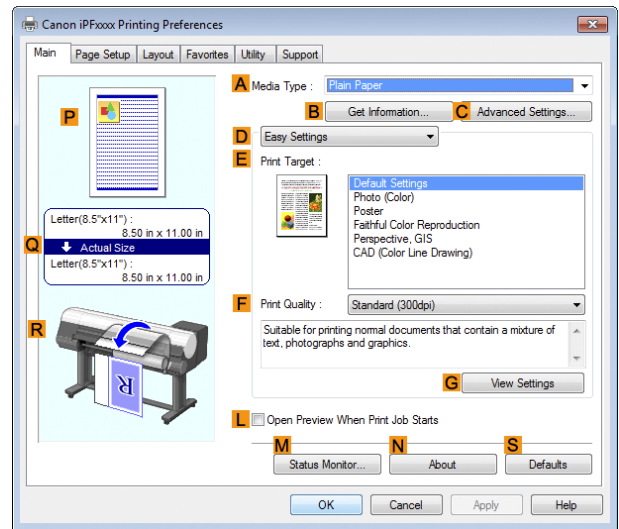 Canon iPFxxxx Printing Preferences
Main Page Setup Layout Favorites Utility Support
A Media Type : Plain Paper
P
B Get Information... C Advanced Settings...
D Easy Settings
E Print Target :
Default Settings
Photo (Color)
Poster
Faithful Color Reproduction
Perspective, GIS
CAD (Color Line Drawing)
Letter(8.5"x11") :
8.50 in x 11.00 in
Q Actual Size
Letter(8.5"x11") :
8.50 in x 11.00 in
F Print Quality : Standard (300dpi)
Suitable for printing normal documents that contain a mixture of
text, photographs and graphics.
R
R
G View Settings
L Open Preview When Print Job Starts
M N S
Status Monitor... About Defaults
OK Cancel Apply Help